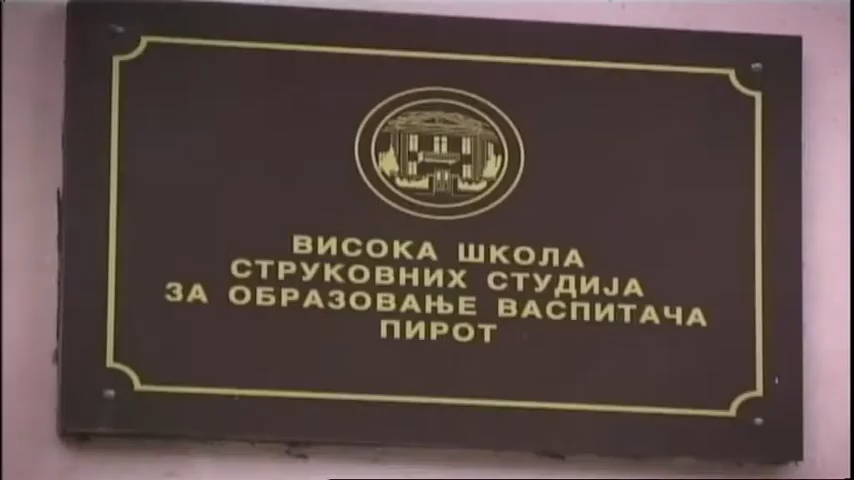 ВИСОКА ШКОЛА
СТРУКОВНИХ СТУДИЈА
ЗА ОБРАЗОВАЊЕ ВАСПИТАЧА
ПИРОТ